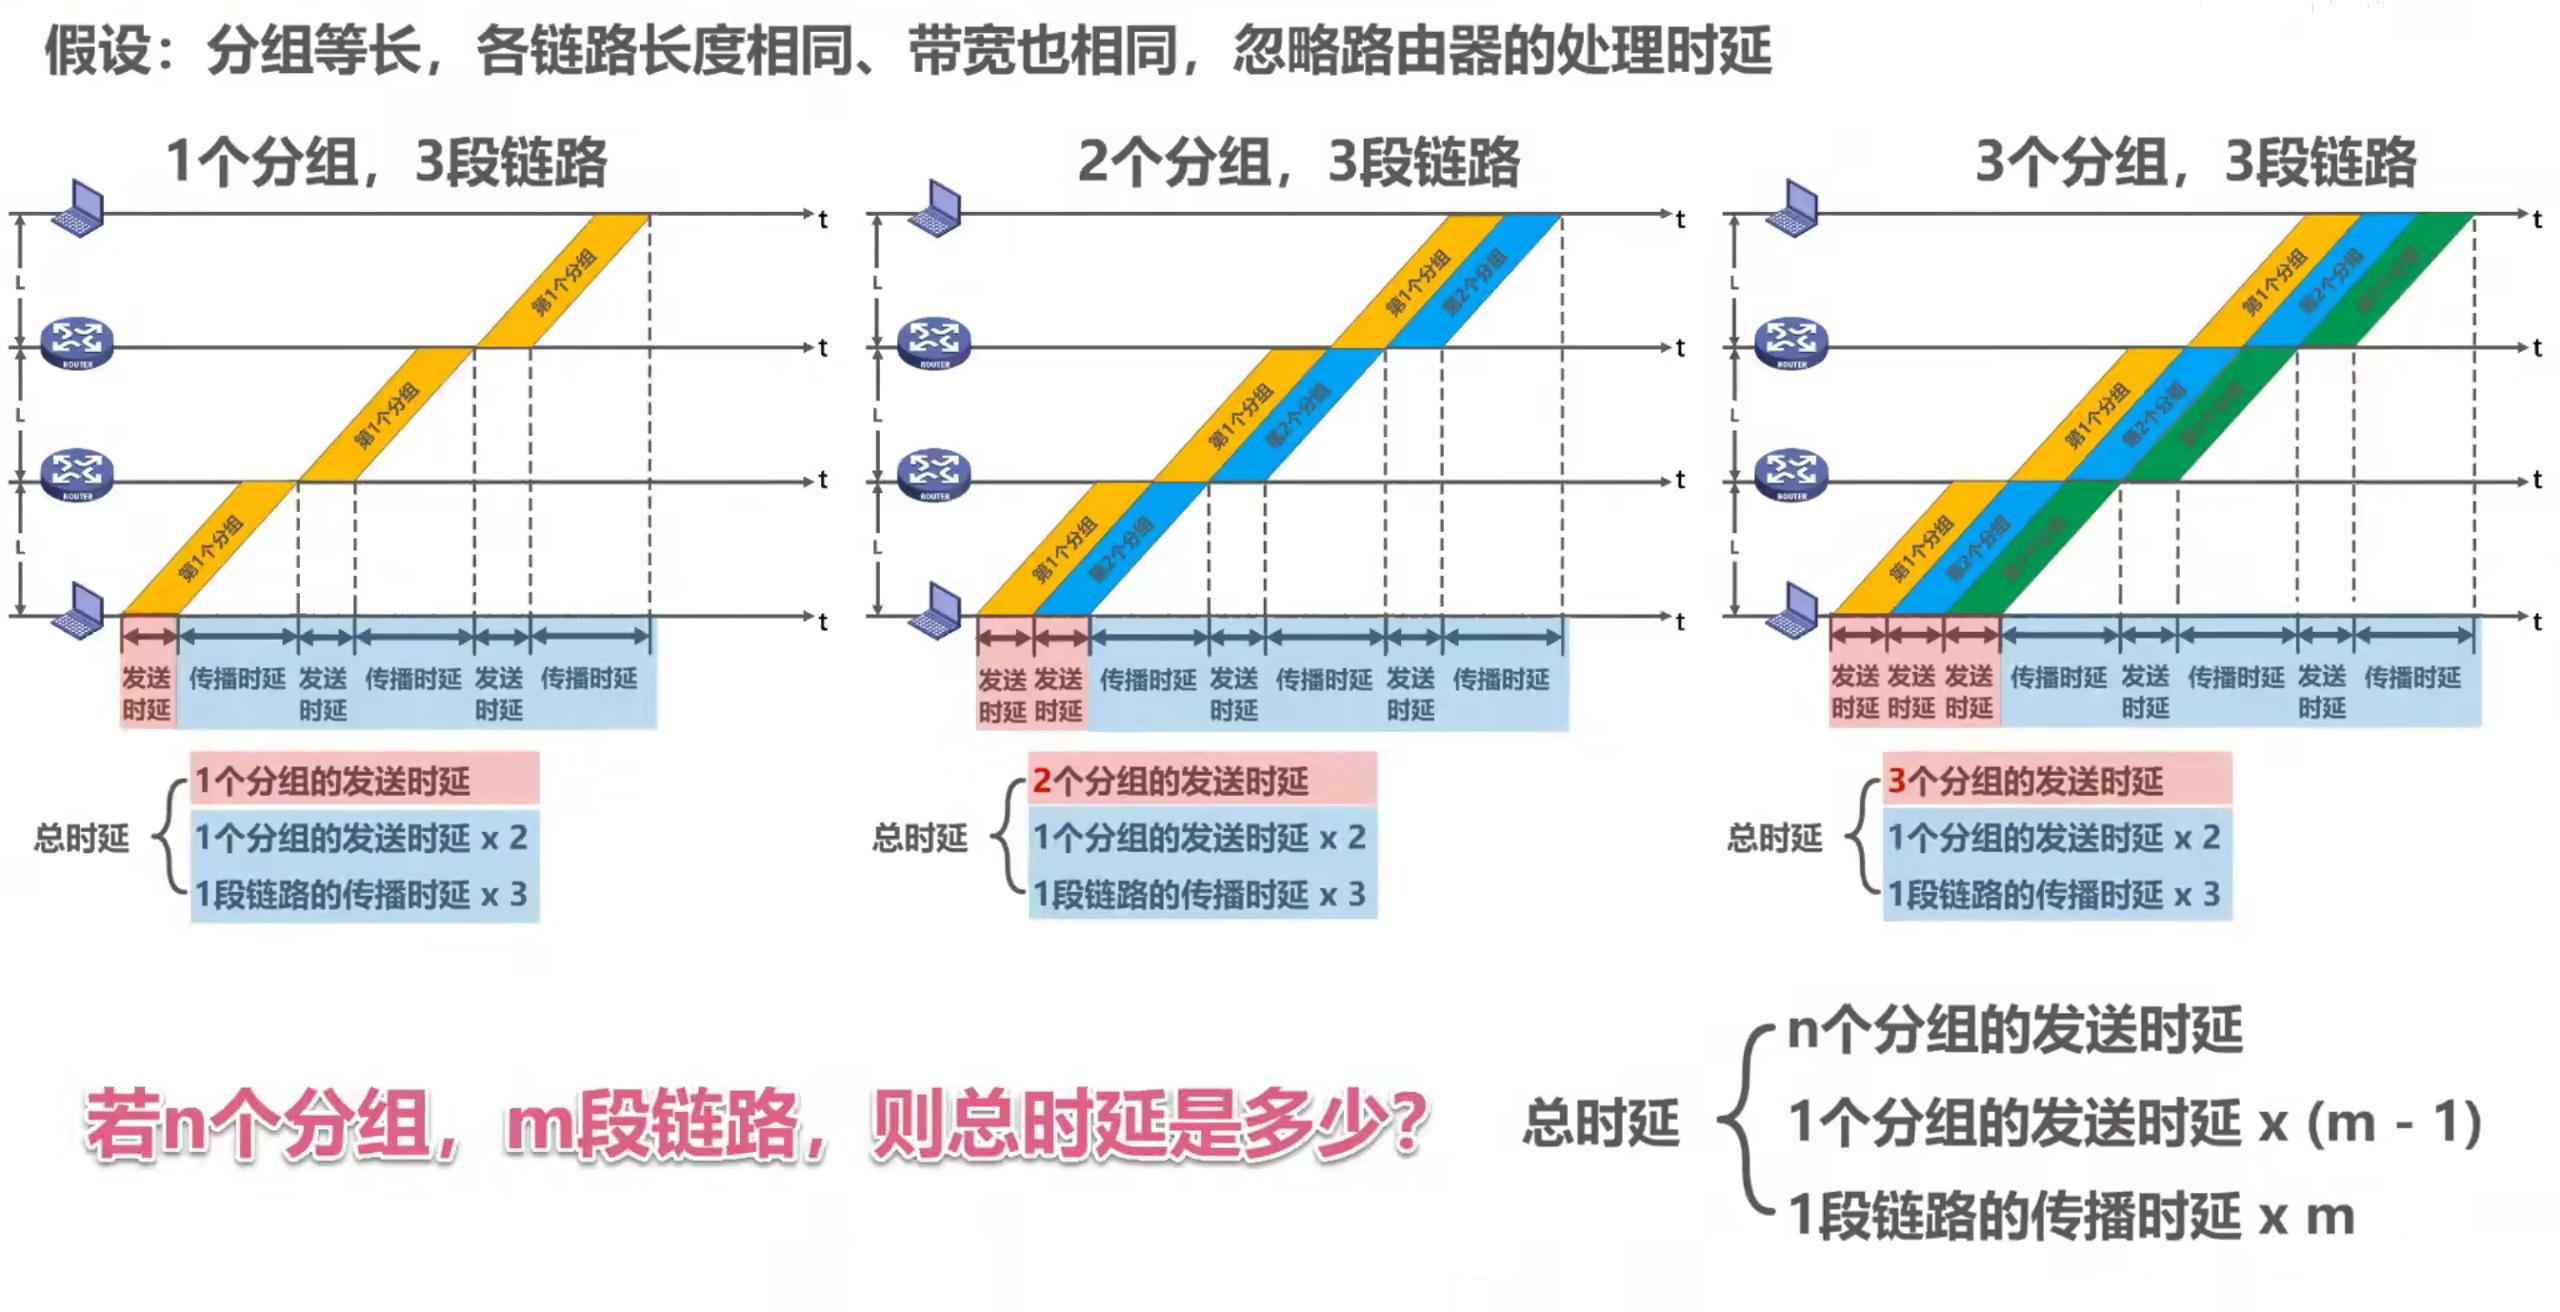 假设：分组等长，各链路长度相同、带宽也相同，忽略路由器的处理时延
1个分组，3段链路
t
L
ROUTER
t
L
ROUTER
t
L
t
第1个分组
第1个分组
第1个分组
发送时延
传播时延
发送时延
传播时延
发送时延
传播时延
总时延
1个分组的发送时延
1个分组的发送时延 x 2
1段链路的传播时延 x 3
2个分组，3段链路
t
L
ROUTER
t
L
ROUTER
t
L
t
第1个分组
第2个分组
第1个分组
第2个分组
第1个分组
第2个分组
发送时延
发送时延
传播时延
发送时延
传播时延
发送时延
传播时延
总时延
2个分组的发送时延
1个分组的发送时延 x 2
1段链路的传播时延 x 3
3个分组，3段链路
t
L
ROUTER
t
L
ROUTER
t
L
t
第1个分组
第2个分组
第1个分组
第2个分组
第1个分组
第2个分组
发送时延
发送时延
发送时延
传播时延
发送时延
传播时延
发送时延
传播时延
总时延
3个分组的发送时延
1个分组的发送时延 x 2
1段链路的传播时延 x 3
若n个分组，m段链路，则总时延是多少？
总时延
n个分组的发送时延
1个分组的发送时延 x (m - 1)
1段链路的传播时延 x m